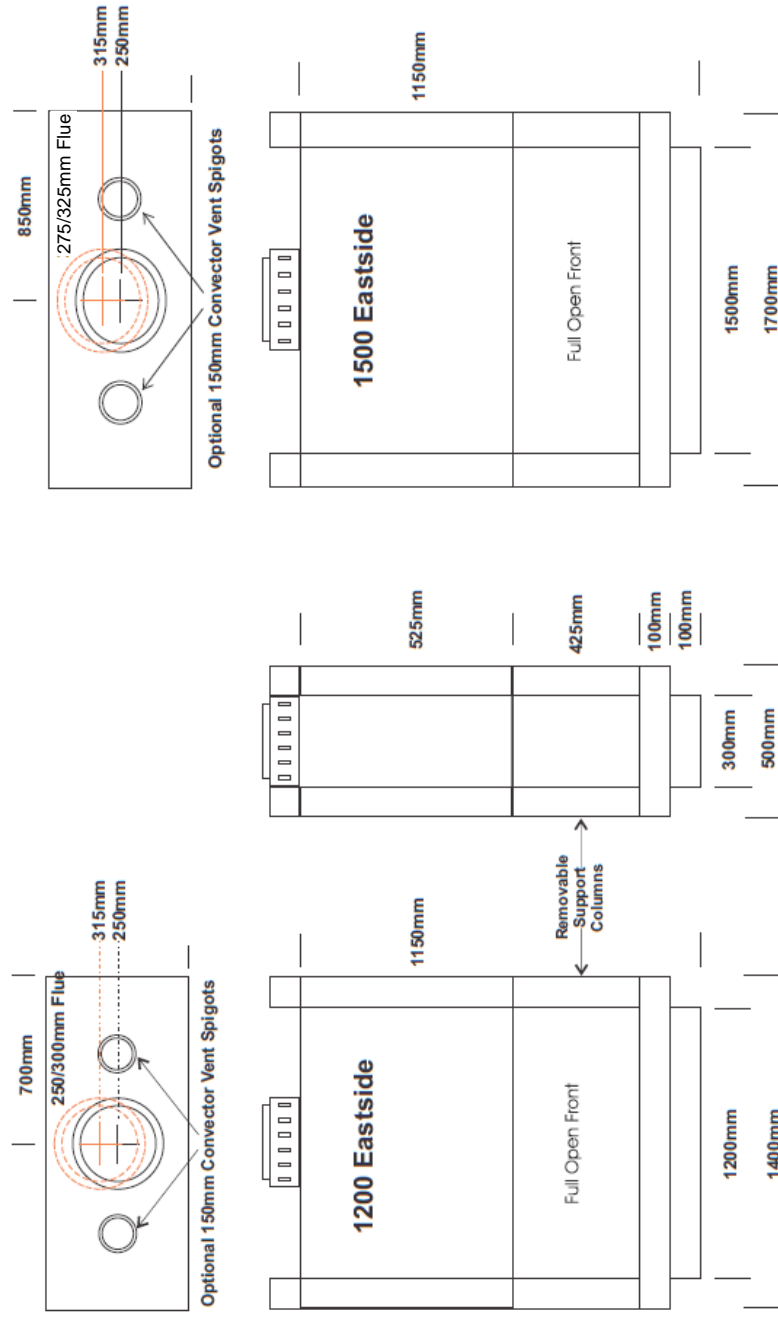 700mm
250/300mm Flue
315mm
250mm
Optional 150mm Convector Vent Spigots
1200 Eastside
Full Open Front
1150mm
1200mm
1400mm
Removable
Support
Columns
525mm
425mm
100mm
100mm
300mm
500mm
850mm
275/325mm Flue
315mm
250mm
Optional 150mm Convector Vent Spigots
1500 Eastside
Full Open Front
1150mm
1500mm
1700mm